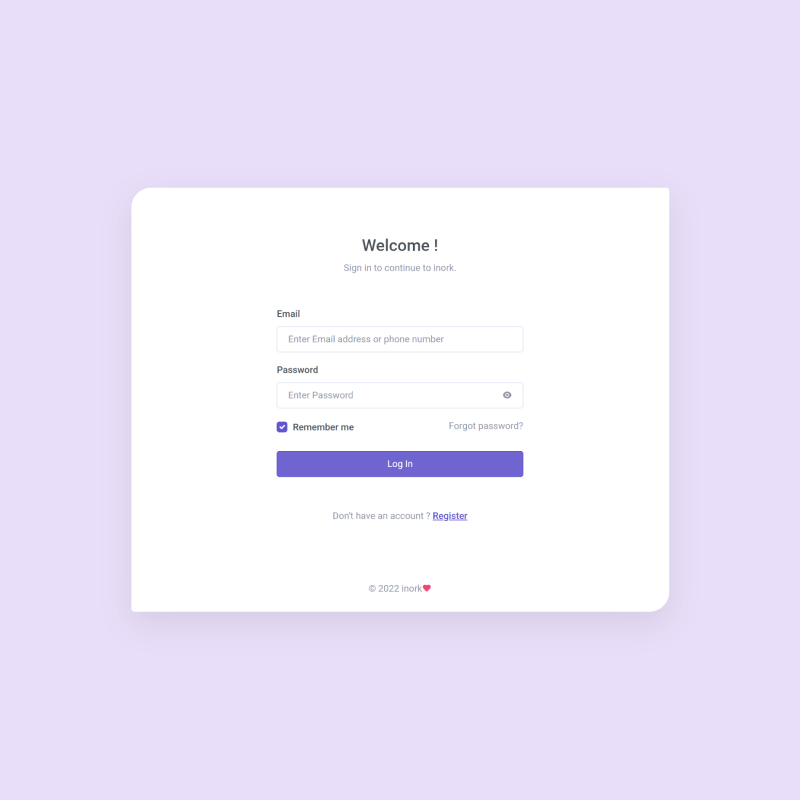 Welcome !
Sign in to continue to inork.
Email
Enter Email address or phone number
Password
Enter Password
Remember me
Forgot password?
Log In
Don't have an account ? Register
© 2022 inork